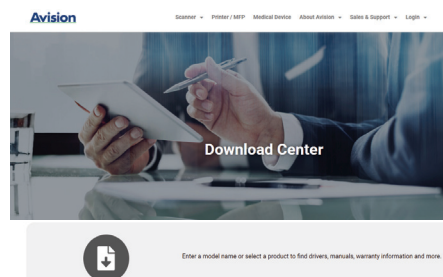 Avision
Scanner Printer / MFP Medical Device About Avision Sales & Support Login
Download Center
Enter a model name or select a product to find drivers, manuals, warranty information and more.